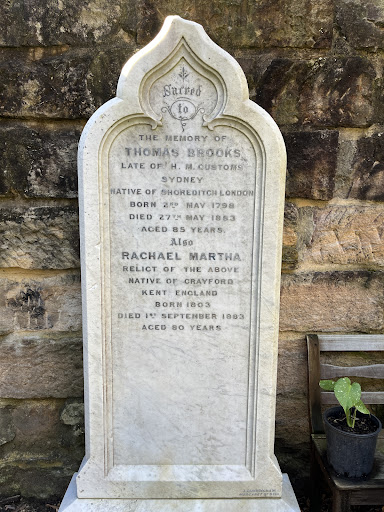 Sacred
to
THE MEMORY OF
THOMAS BROOKS,
LATE OF H. M. CUSTOMS
SYDNEY
NATIVE OF SHOREDITCH LONDON
BORN 2ND MAY 1798
DIED 27TH MAY 1883
AGED 85 YEARS.
Also
RACHAEL MARTHA
RELICT OF THE ABOVE
NATIVE OF CRAYFORD
KENT ENGLAND
BORN 1803
DIED 1ST SEPTEMBER 1883
AGED 80 YEARS